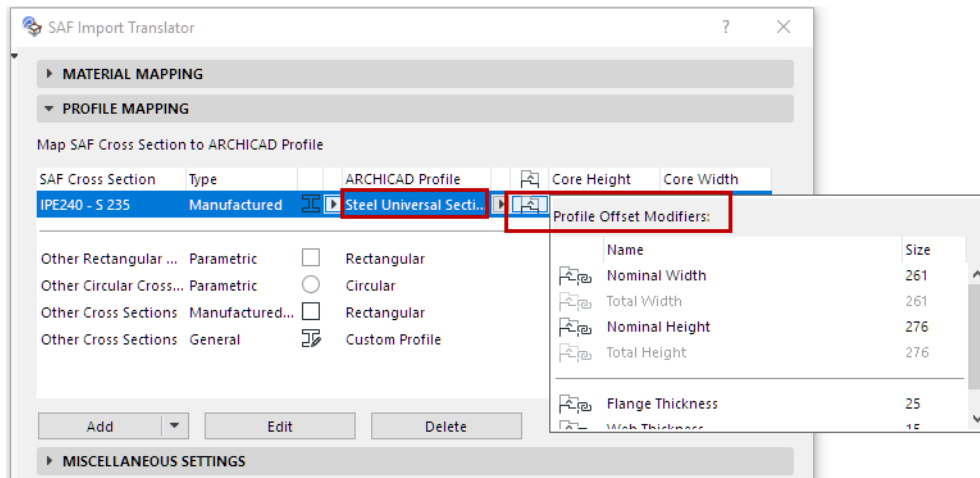 SAF Import Translator ? ×
MATERIAL MAPPING
PROFILE MAPPING
Map SAF Cross Section to ARCHICAD Profile
SAF Cross Section Type ARCHICAD Profile Core Height Core Width
IPE240 - S 235 Manufactured Steel Universal Secti...
Profile Offset Modifiers:
Name Size
Nominal Width 261
Total Width 261
Nominal Height 276
Total Height 276
Flange Thickness 25
Web Thickness 15
Other Rectangular ... Parametric Rectangular
Other Circular Cross... Parametric Circular
Other Cross Sections Manufactured... Rectangular
Other Cross Sections General Custom Profile
Add Edit Delete
MISCELLANEOUS SETTINGS